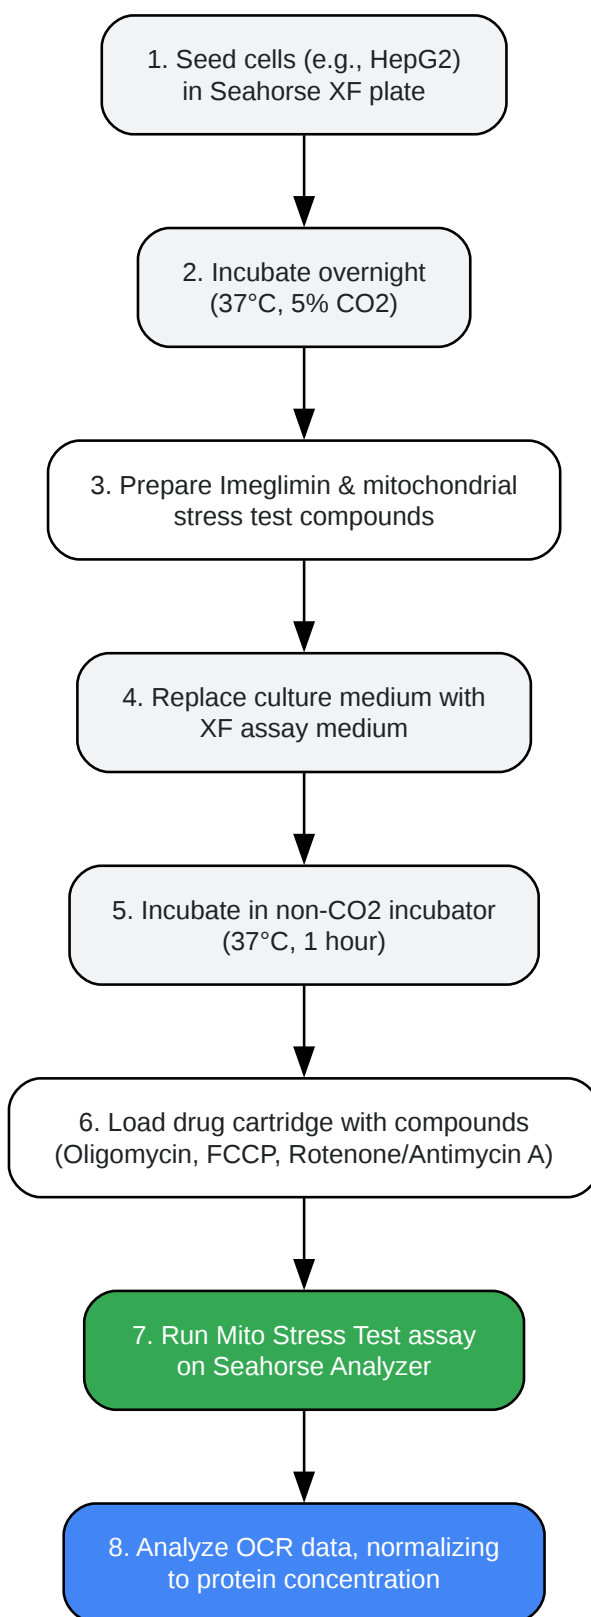 1. Seed cells (e.g., HepG2)
in Seahorse XF plate
2. Incubate overnight
(37°C, 5% CO2)
3. Prepare Imeglimin & mitochondrial
stress test compounds
4. Replace culture medium with
XF assay medium
5. Incubate in non-CO2 incubator
(37°C, 1 hour)
6. Load drug cartridge with compounds
(Oligomycin, FCCP, Rotenone/Antimycin A)
7. Run Mito Stress Test assay
on Seahorse Analyzer
8. Analyze OCR data, normalizing
to protein concentration